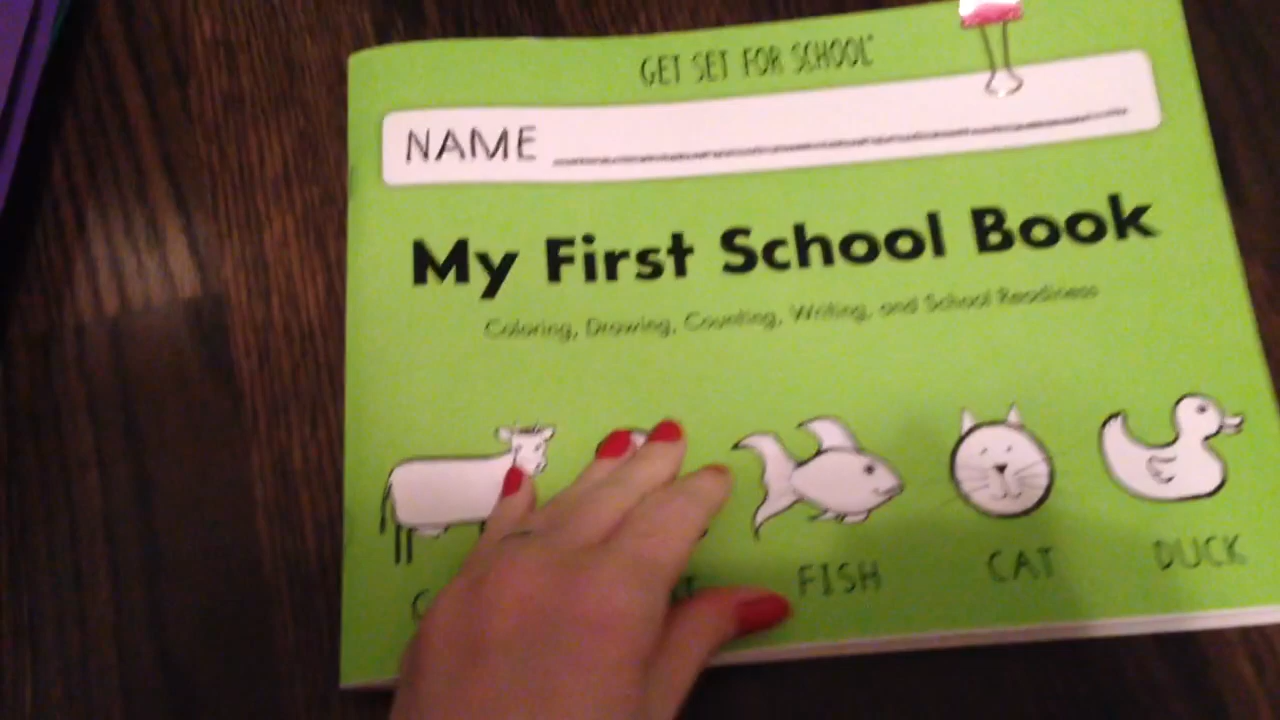 GET SET FOR SCHOOL®
NAME
My First School Book
Coloring, Drawing, Counting, Writing, and School Readiness
FISH CAT DUCK